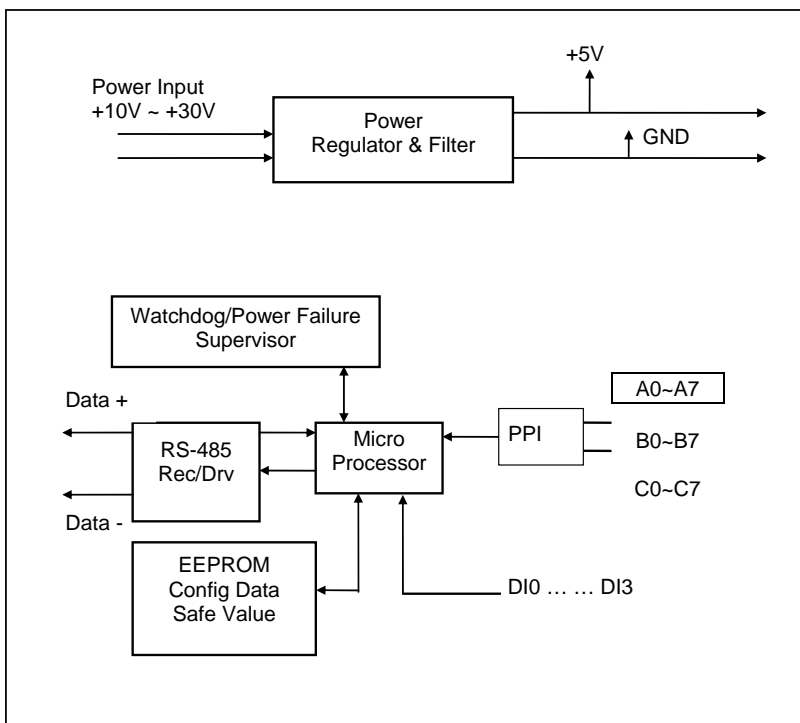 +5V
Power Input
+10V ~ +30V
Power
Regulator & Filter
GND
Watchdog/Power Failure
Supervisor
A0~A7
Data +
RS-485
Rec/Drv
Micro
Processor
PPI
B0~B7
C0~C7
Data -
EEPROM
Config Data
Safe Value
DI0 … … DI3